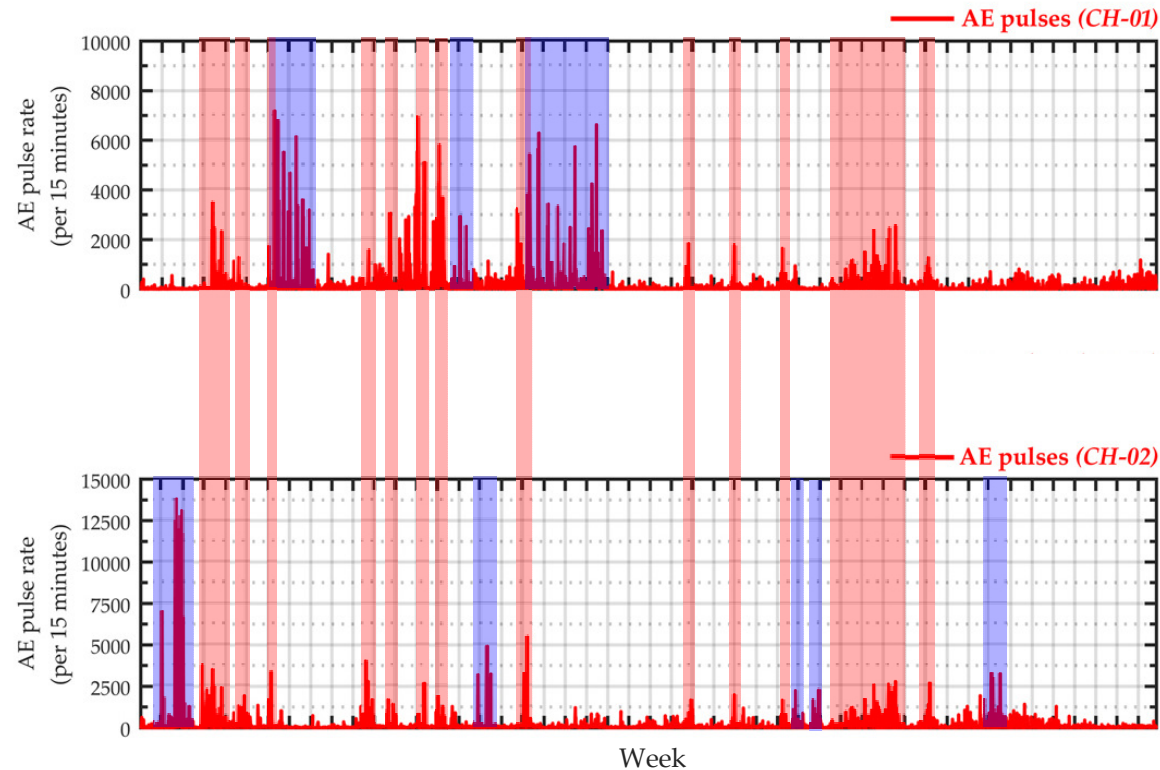 AE pulses (CH-01)
10000
8000
6000
4000
2000
0
AE pulse rate
(per 15 minutes)
AE pulses (CH-02)
15000
12500
10000
7500
5000
2500
0
AE pulse rate
(per 15 minutes)
Week